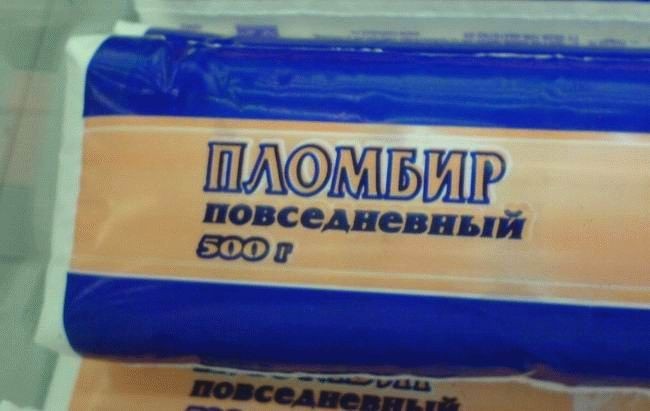 ПЛОМБИР
повседневный
500 г
повседневный